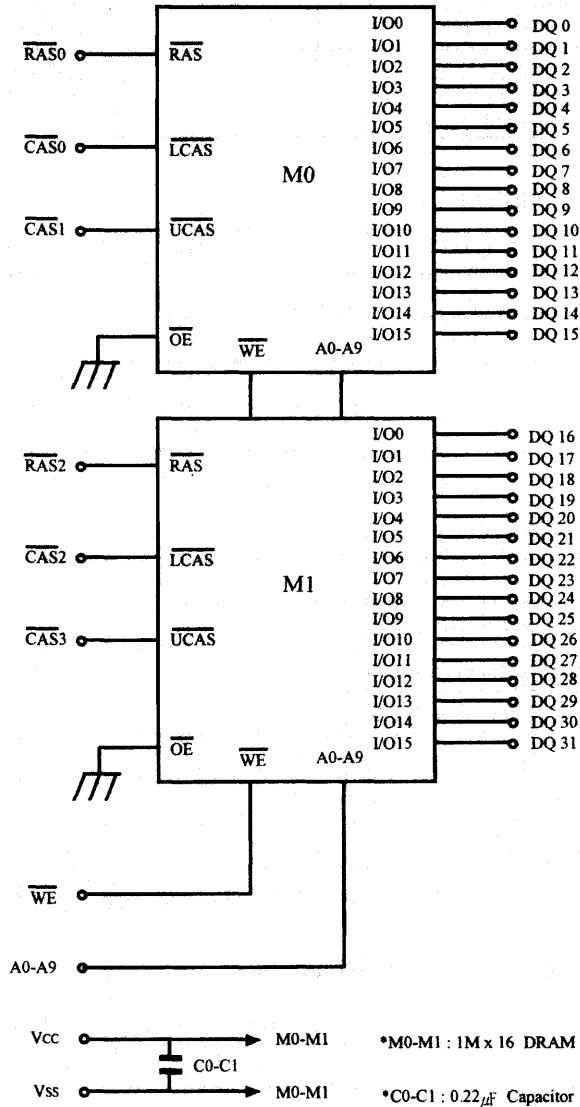 I/O0 DQ 0
I/O1 DQ 1
RAS0 RAS I/O2 DQ 2
I/O3 DQ 3
I/O4 DQ 4
I/O5 DQ 5
CAS0 LCAS I/O6 DQ 6
M0 I/O7 DQ 7
I/O8 DQ 8
CAS1 UCAS I/O9 DQ 9
I/O10 DQ 10
I/O11 DQ 11
I/O12 DQ 12
I/O13 DQ 13
I/O14 DQ 14
OE I/O15 DQ 15
WE A0-A9
I/O0 DQ 16
I/O1 DQ 17
RAS2 RAS I/O2 DQ 18
I/O3 DQ 19
I/O4 DQ 20
I/O5 DQ 21
CAS2 LCAS I/O6 DQ 22
M1 I/O7 DQ 23
I/O8 DQ 24
I/O9 DQ 25
CAS3 UCAS I/O10 DQ 26
I/O11 DQ 27
I/O12 DQ 28
I/O13 DQ 29
I/O14 DQ 30
OE I/O15 DQ 31
WE A0-A9
WE
A0-A9
Vcc M0-M1 *M0-M1 : 1M x 16 DRAM
C0-C1
Vss M0-M1 *C0-C1 : 0.22μF Capacitor